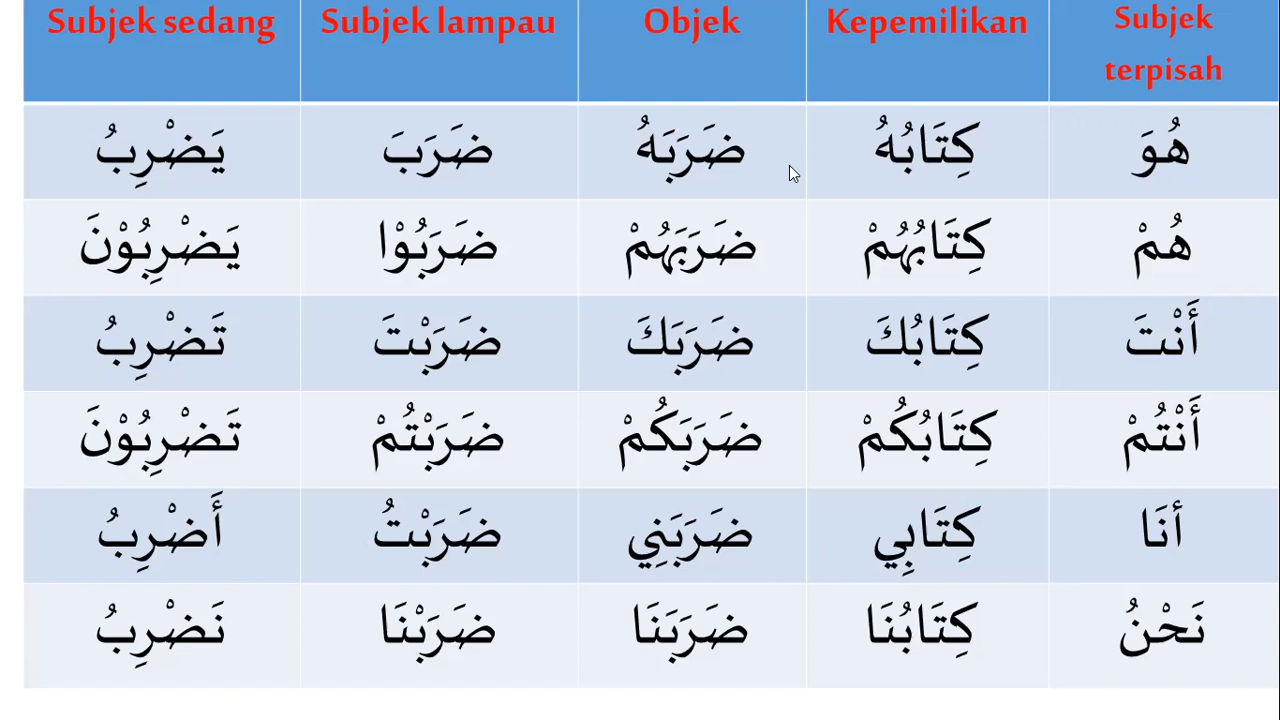 Subjek sedang Subjek lampau Objek Kepemilikan Subjek terpisah
يَضْرِبُ ضَرَبَ ضَرَبَهُ كِتَابُهُ هُوَ
يَضْرِبُوْنَ ضَرَبُوْا ضَرَبَهُمْ كِتَابُهُمْ هُمْ
تَضْرِبُ ضَرَبْتَ ضَرَبَكَ كِتَابُكَ أَنْتَ
تَضْرِبُوْنَ ضَرَبْتُمْ ضَرَبَكُمْ كِتَابُكُمْ أَنْتُمْ
أَضْرِبُ ضَرَبْتُ ضَرَبَنِي كِتَابِي أنَا
نَضْرِبُ ضَرَبْنَا ضَرَبَنَا كِتَابُنَا نَحْنُ